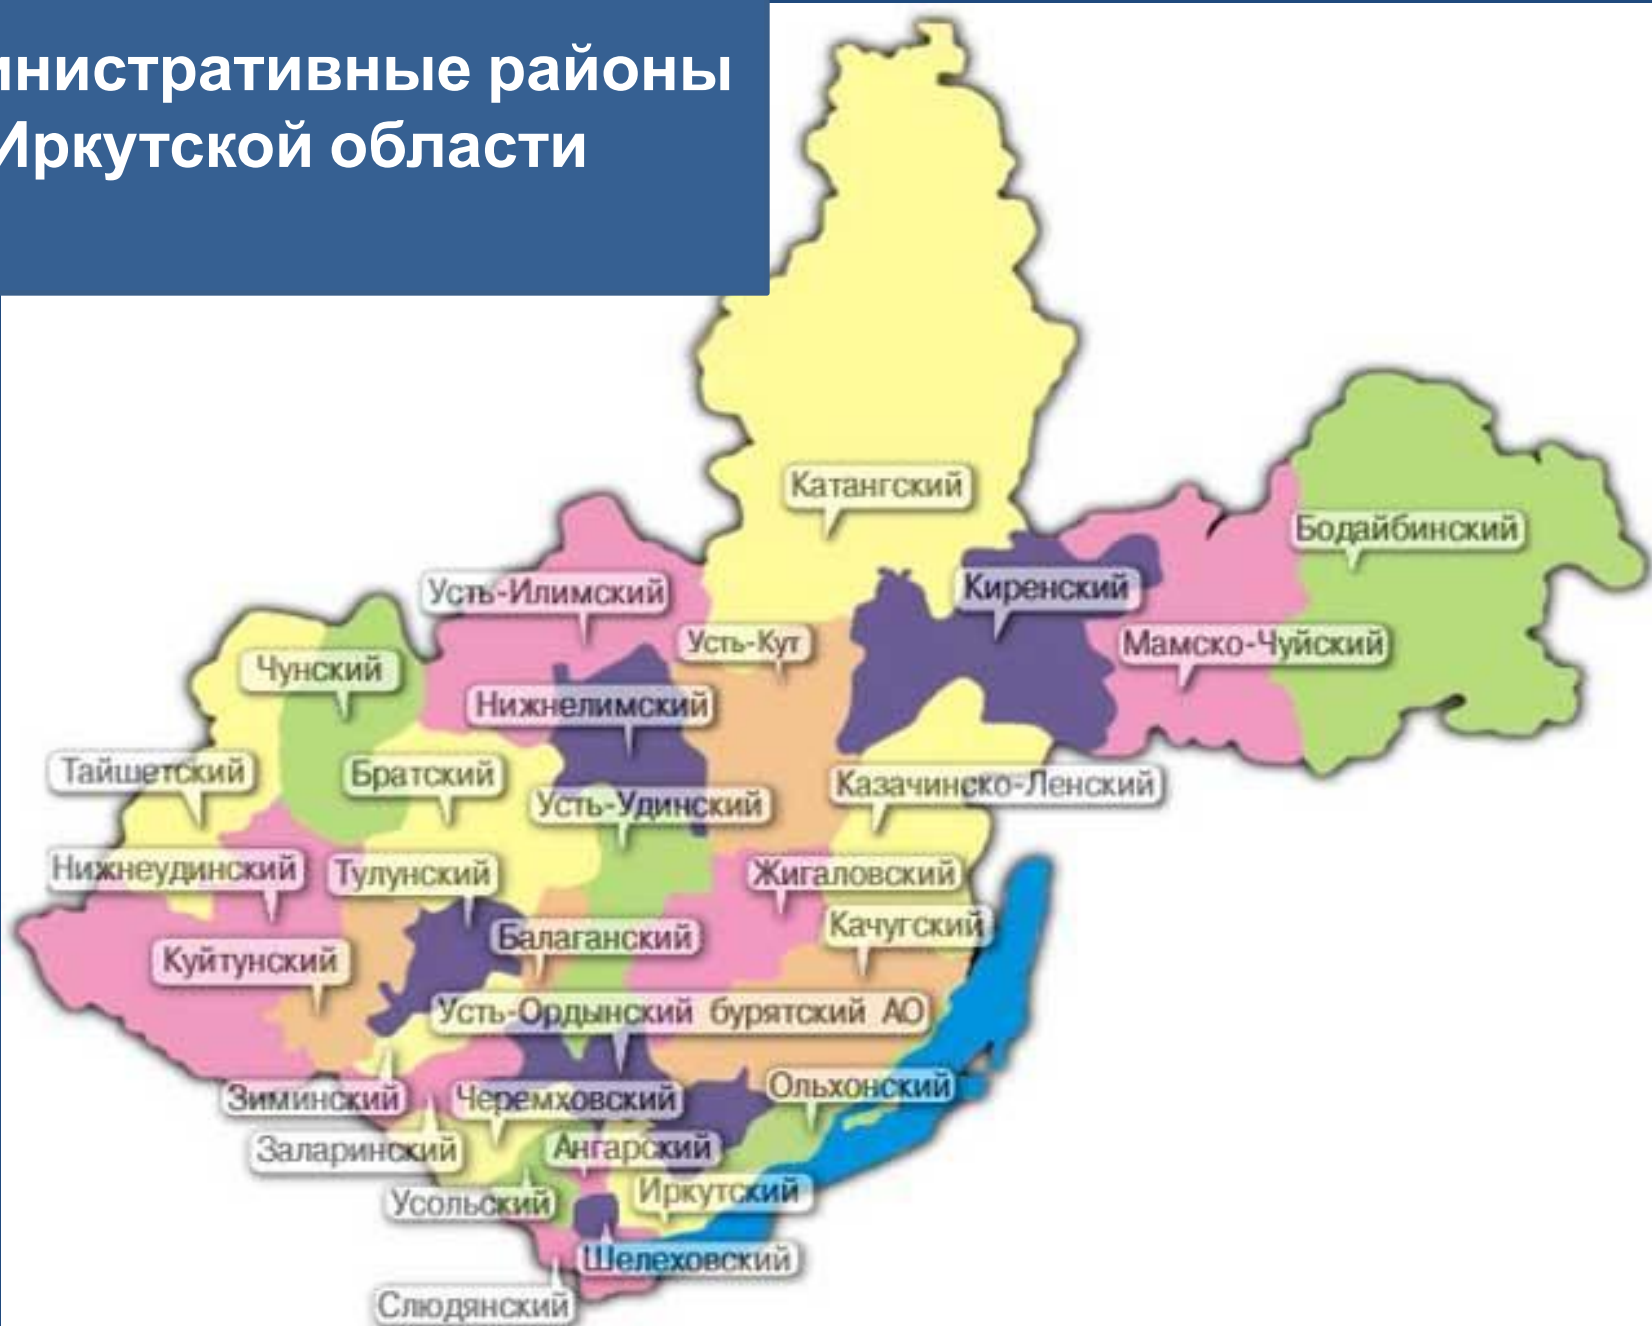 инистративные районы
Иркутской области
Катангский
Бодайбинский
Киренский
Усть-Илимский
Усть-Кут
Мамско-Чуйский
Чунский
Нижнелимский
Тайшетский
Братский
Казачинско-Ленский
Усть-Удинский
Нижнеудинский
Тулунский
Жигаловский
Качугский
Балаганский
Куйтунский
Усть-Ордынский бурятский АО
Ольхонский
Зиминский
Черемховский
Заларинский
Ангарский
Иркутский
Усольский
Шелеховский
Слюдянский